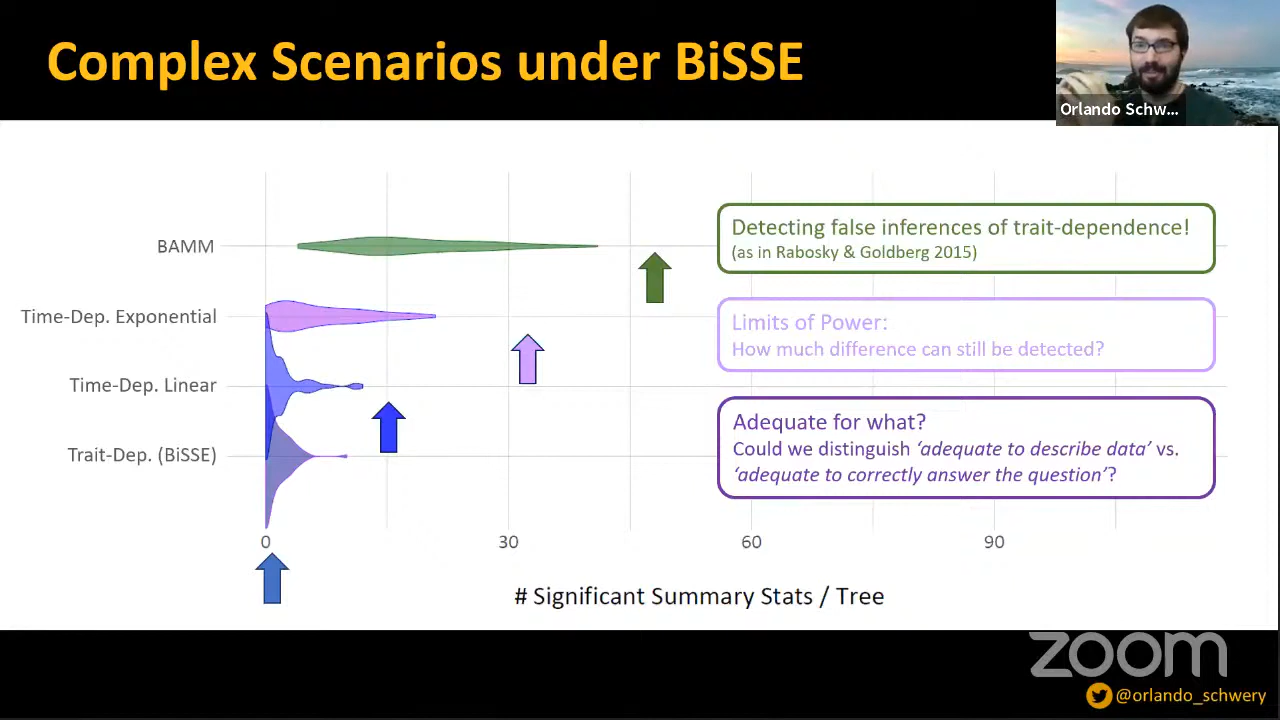 Complex Scenarios under BiSSE
Orlando Schw...
BAMM
Time-Dep. Exponential
Time-Dep. Linear
Trait-Dep. (BiSSE)
0
30
60
90
# Significant Summary Stats / Tree
Detecting false inferences of trait-dependence!
(as in Rabosky & Goldberg 2015)
Limits of Power:
How much difference can still be detected?
Adequate for what?
Could we distinguish ‘adequate to describe data’ vs.
‘adequate to correctly answer the question’?
zoom
@orlando_schwery